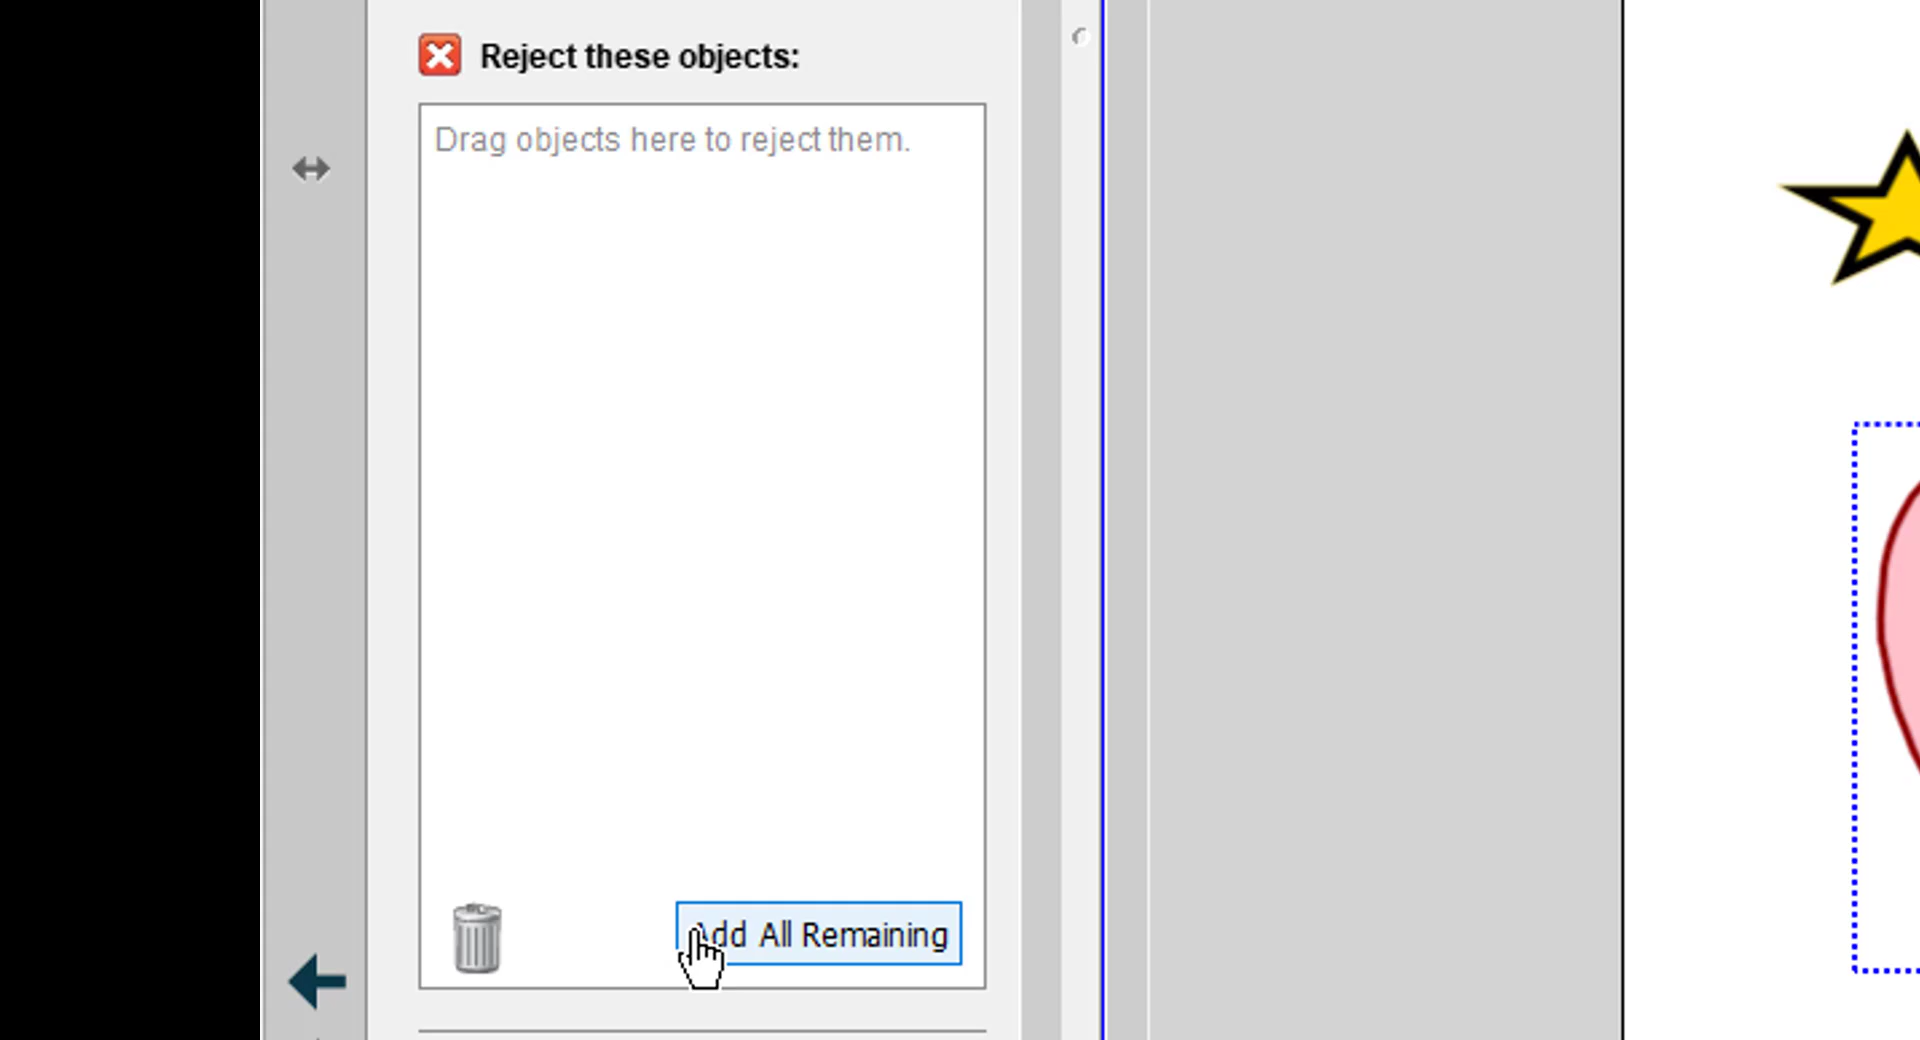 Reject these objects:
Drag objects here to reject them.
Add All Remaining